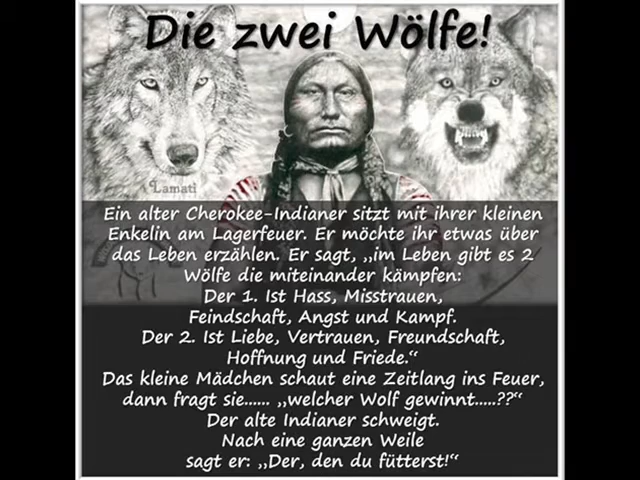 Die zwei Wölfe!
Lamati
Ein alter Cherokee-Indianer sitzt mit ihrer kleinen
Enkelin am Lagerfeuer. Er möchte ihr etwas über
das Leben erzählen. Er sagt, „im Leben gibt es 2
Wölfe die miteinander kämpfen:
Der 1. Ist Hass, Misstrauen,
Feindschaft, Angst und Kampf.
Der 2. Ist Liebe, Vertrauen, Freundschaft,
Hoffnung und Friede.“
Das kleine Mädchen schaut eine Zeitlang ins Feuer,
dann fragt sie...... „welcher Wolf gewinnt.....??“
Der alte Indianer schweigt.
Nach eine ganzen Weile
sagt er: „Der, den du fütterst!“